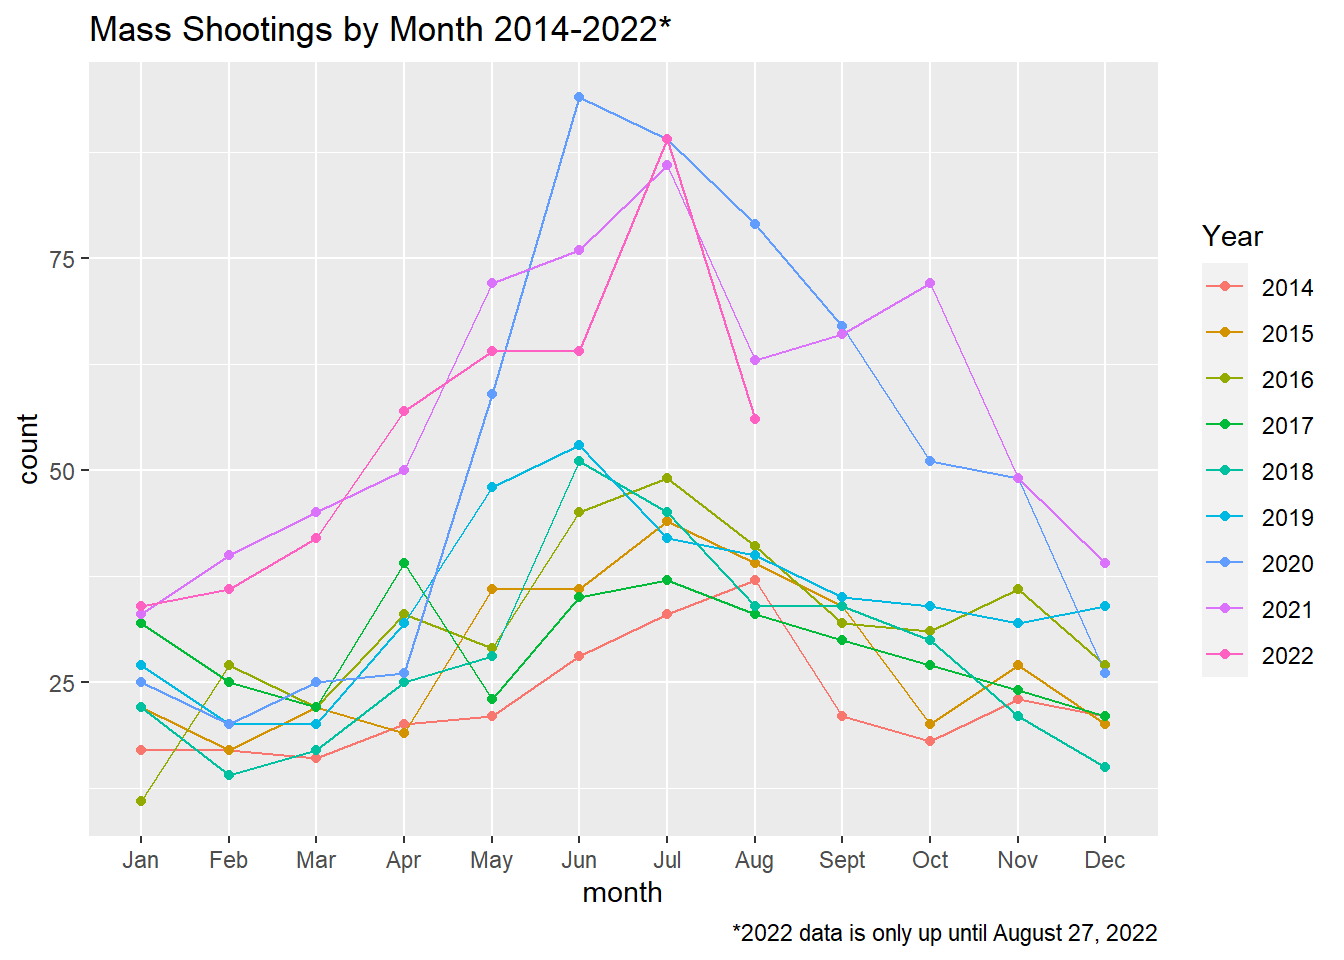 Mass Shootings by Month 2014-2022*
count
75
50
25
Jan Feb Mar Apr May Jun Jul Aug Sept Oct Nov Dec
month
Year
2014
2015
2016
2017
2018
2019
2020
2021
2022
*2022 data is only up until August 27, 2022